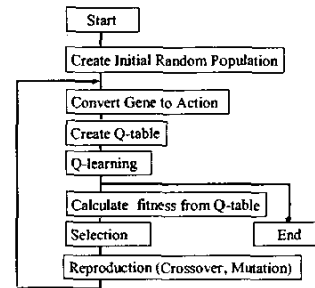 Start
Create Initial Random Population
Convert Gene to Action
Create Q-table
Q-learning
Calculate fitness from Q-table
Selection
End
Reproduction (Crossover, Mutation)